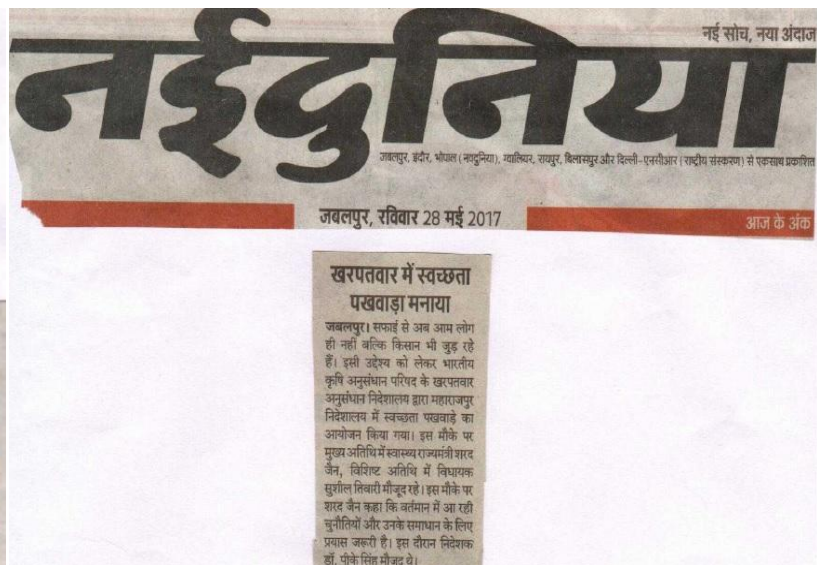 नई सोच, नया अंदाज
नईदुनिया
जबलपुर, इंदौर, भोपाल (नवदुनिया), ग्वालियर, रायपुर, बिलासपुर और दिल्ली-एनसीआर (राष्ट्रीय संस्करण) से एकसाथ प्रकाशित
जबलपुर, रविवार 28 मई 2017
आज के अंक
खरपतवार में स्वच्छता
पखवाड़ा मनाया
जबलपुर। सफाई से अब आम लोग
ही नहीं बल्कि किसान भी जुड़ रहे
हैं। इसी उद्देश्य को लेकर भारतीय
कृषि अनुसंधान परिषद के खरपतवार
अनुसंधान निदेशालय द्वारा महाराजपुर
निदेशालय में स्वच्छता पखवाड़े का
आयोजन किया गया। इस मौके पर
मुख्य अतिथि में स्वास्थ्य राज्यमंत्री शरद
जैन, विशिष्ट अतिथि में विधायक
सुशील तिवारी मौजूद रहे। इस मौके पर
शरद जैन कहा कि वर्तमान में आ रही
चुनौतियों और उनके समाधान के लिए
प्रयास जरूरी है। इस दौरान निदेशक
डॉ. पीके सिंह मौजूद थे।